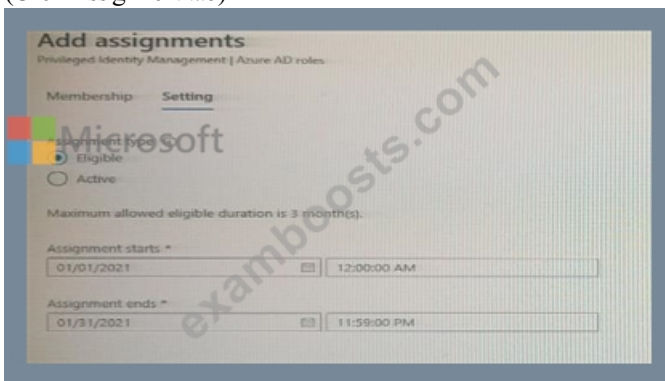 Add assignments
Privileged Identity Management | Azure AD roles
Membership Setting
Microsoft
Assignment type
Eligible
Active
Maximum allowed eligible duration is 3 month(s).
Assignment starts *
01/01/2021 12:00:00 AM
Assignment ends *
01/31/2021 11:59:00 PM
examboosts.com